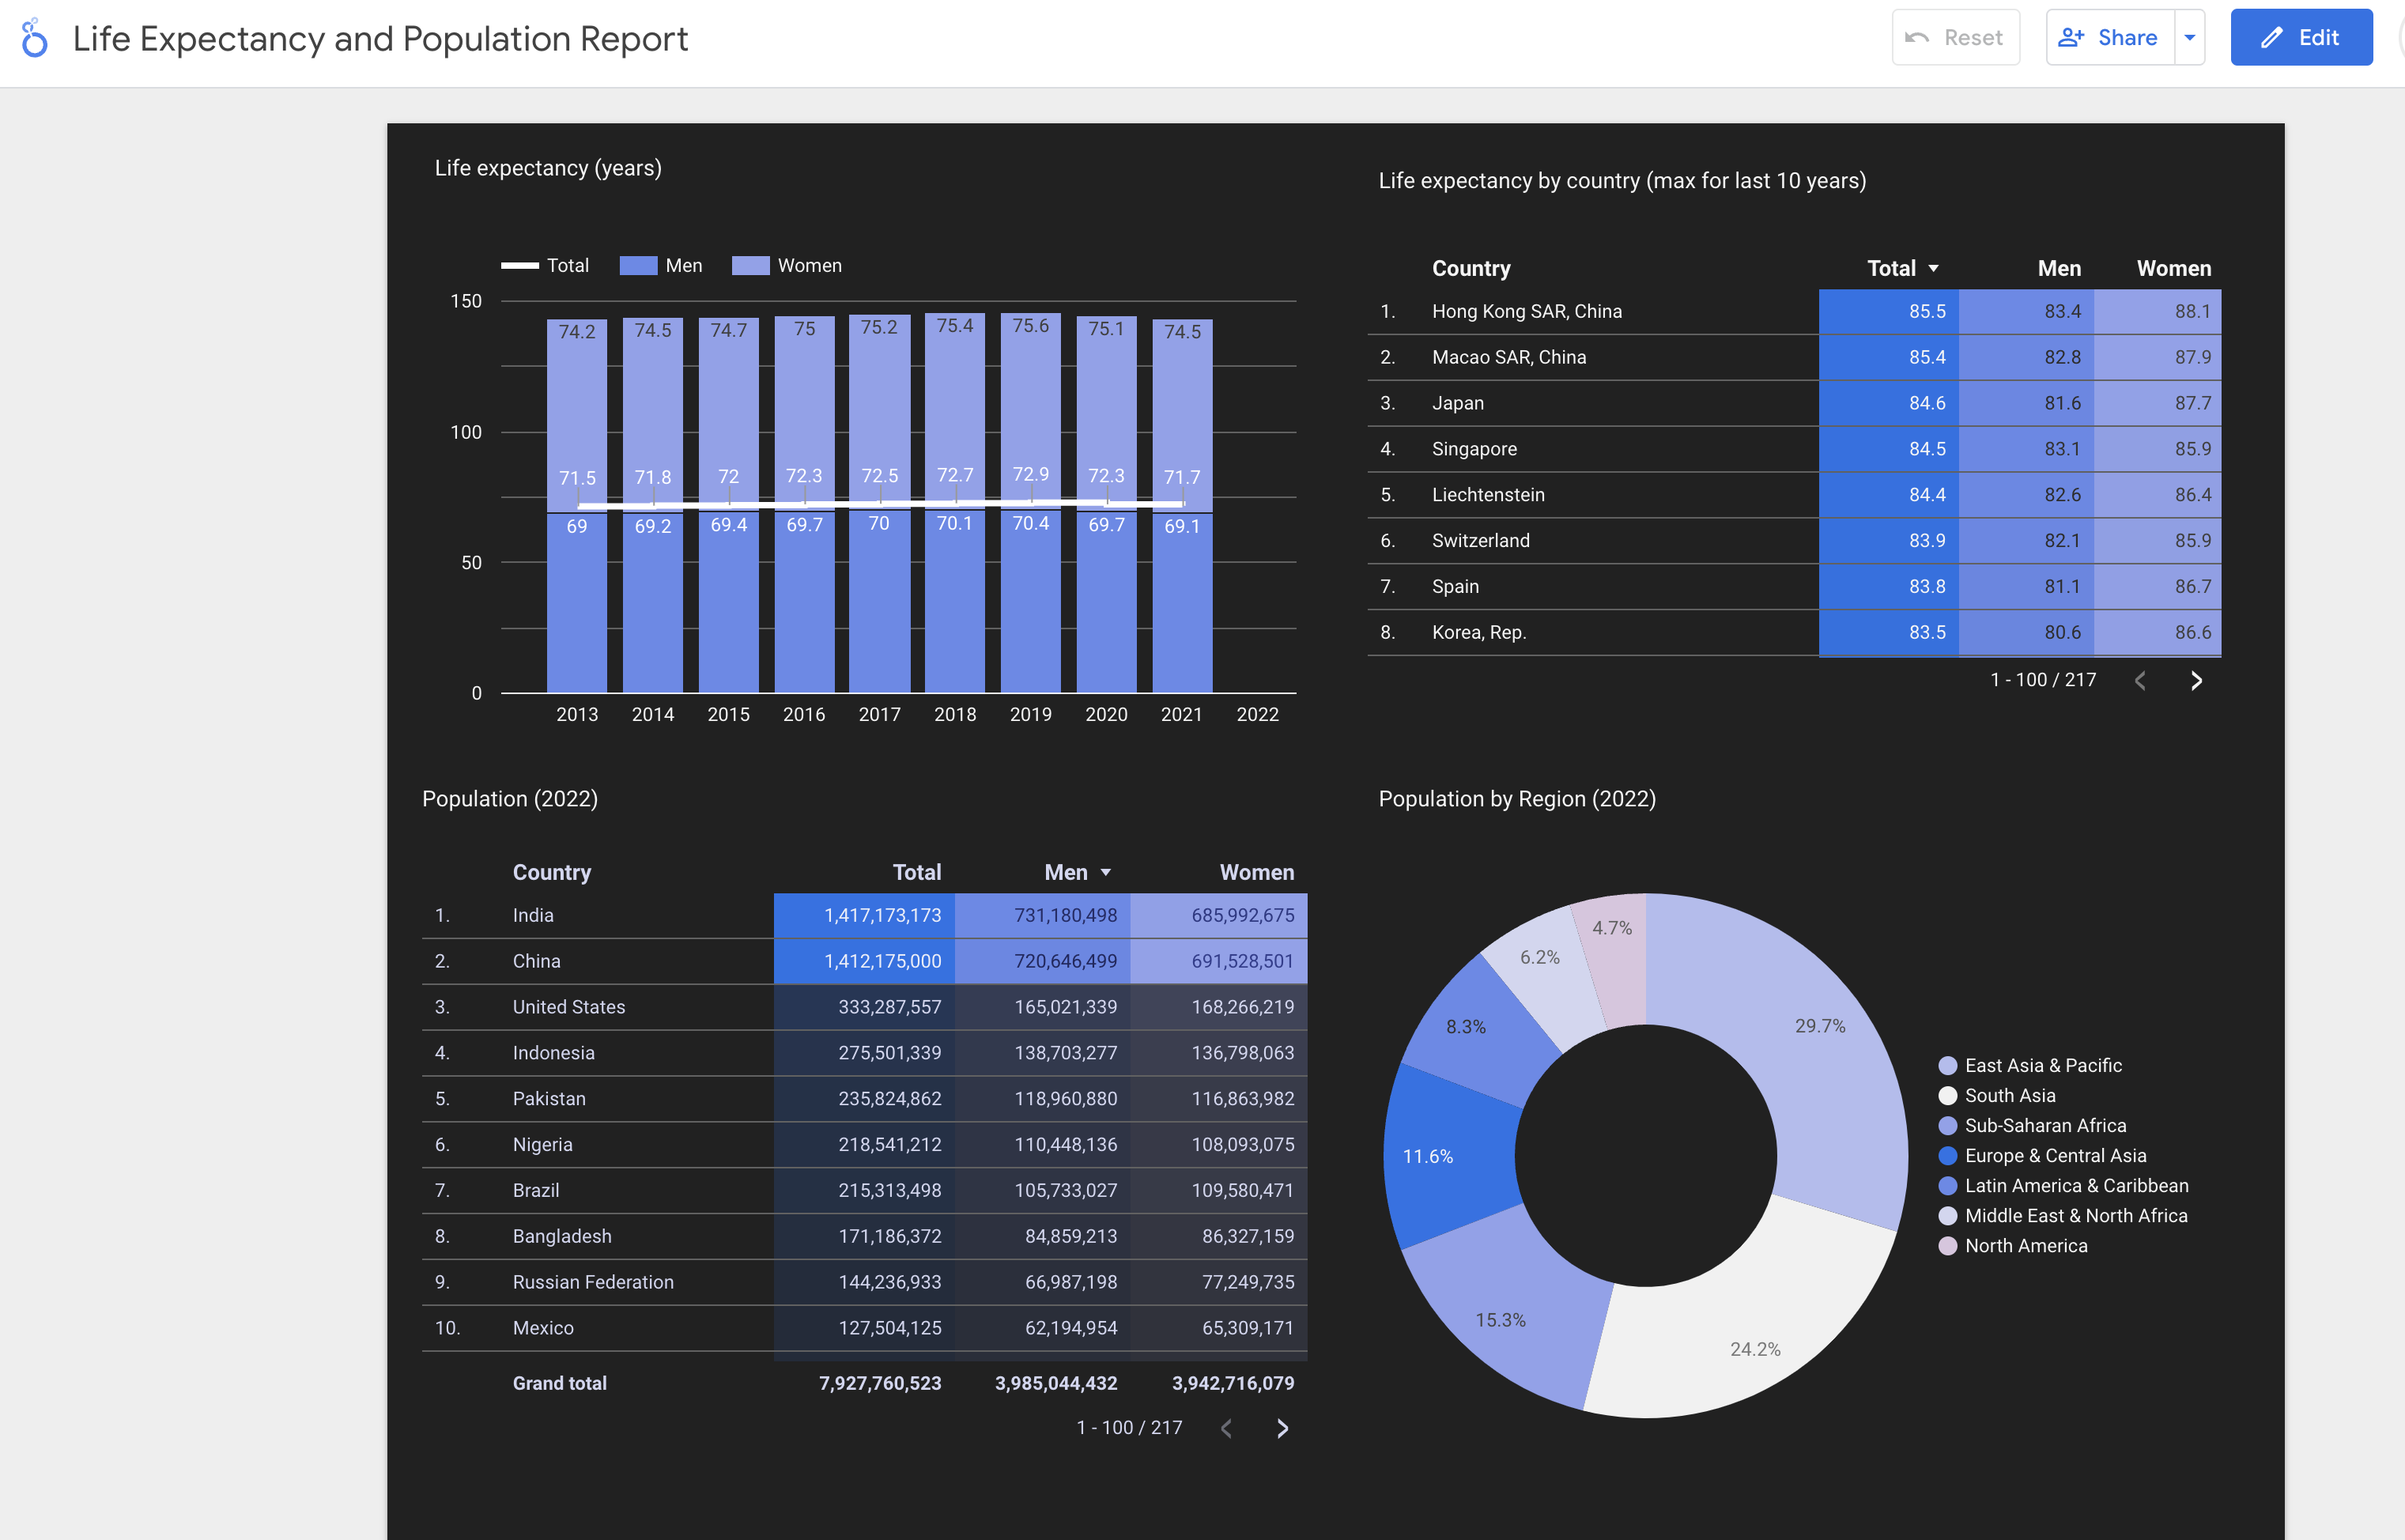 Life Expectancy and Population Report
Reset
Share
Edit
Life expectancy (years)
Total Men Women
150
100
50
0
74.2 74.5 74.7 75 75.2 75.4 75.6 75.1 74.5
71.5 71.8 72 72.3 72.5 72.7 72.9 72.3 71.7
69 69.2 69.4 69.7 70 70.1 70.4 69.7 69.1
2013 2014 2015 2016 2017 2018 2019 2020 2021 2022
Life expectancy by country (max for last 10 years)
Country Total Men Women
1. Hong Kong SAR, China 85.5 83.4 88.1
2. Macao SAR, China 85.4 82.8 87.9
3. Japan 84.6 81.6 87.7
4. Singapore 84.5 83.1 85.9
5. Liechtenstein 84.4 82.6 86.4
6. Switzerland 83.9 82.1 85.9
7. Spain 83.8 81.1 86.7
8. Korea, Rep. 83.5 80.6 86.6
1 - 100 / 217
Population (2022)
Country Total Men Women
1. India 1,417,173,173 731,180,498 685,992,675
2. China 1,412,175,000 720,646,499 691,528,501
3. United States 333,287,557 165,021,339 168,266,219
4. Indonesia 275,501,339 138,703,277 136,798,063
5. Pakistan 235,824,862 118,960,880 116,863,982
6. Nigeria 218,541,212 110,448,136 108,093,075
7. Brazil 215,313,498 105,733,027 109,580,471
8. Bangladesh 171,186,372 84,859,213 86,327,159
9. Russian Federation 144,236,933 66,987,198 77,249,735
10. Mexico 127,504,125 62,194,954 65,309,171
Grand total 7,927,760,523 3,985,044,432 3,942,716,079
1 - 100 / 217
Population by Region (2022)
4.7%
6.2%
8.3%
29.7%
11.6%
15.3%
24.2%
East Asia & Pacific
South Asia
Sub-Saharan Africa
Europe & Central Asia
Latin America & Caribbean
Middle East & North Africa
North America